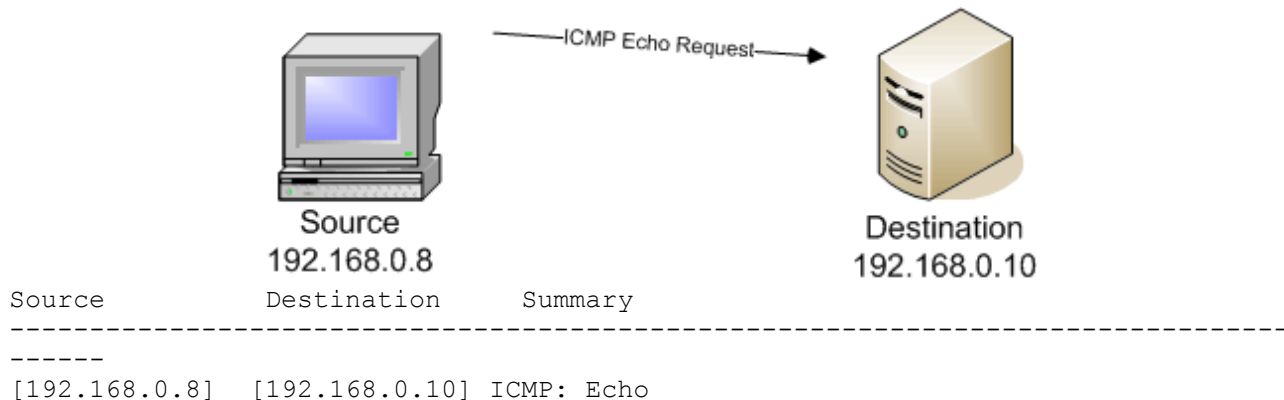 ICMP Echo Request
Source
192.168.0.8
Destination
192.168.0.10
Source Destination Summary
--------------------------------------------------------------------------------
------
[192.168.0.8] [192.168.0.10] ICMP: Echo